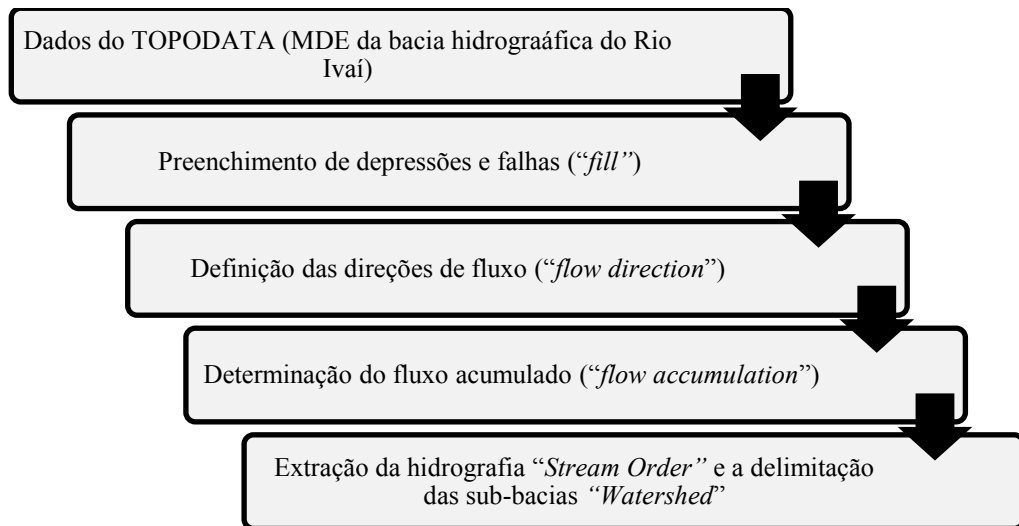 Dados do TOPODATA (MDE da bacia hidrograáfica do Rio
Ivaí)
Preenchimento de depressões e falhas (“fill”)
Definição das direções de fluxo (“flow direction”)
Determinação do fluxo acumulado (“flow accumulation”)
Extração da hidrografia “Stream Order” e a delimitação
das sub-bacias “Watershed”